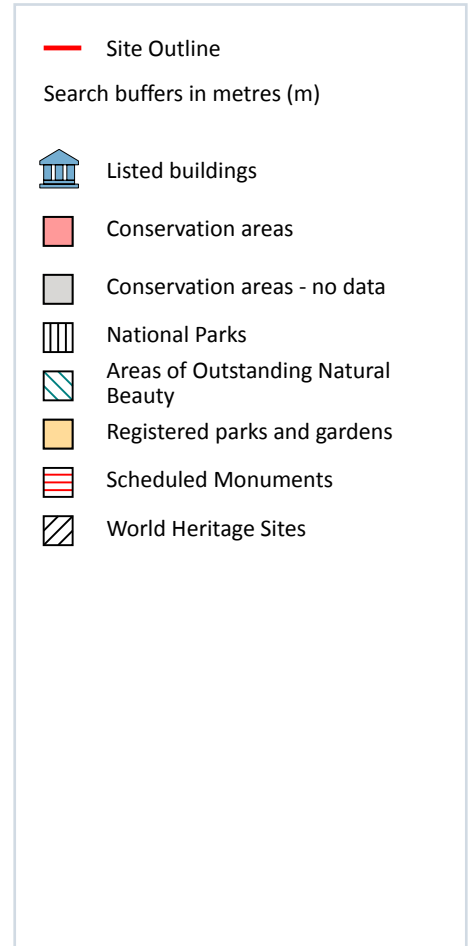 Site Outline
Search buffers in metres (m)
Listed buildings
Conservation areas
Conservation areas - no data
National Parks
Areas of Outstanding Natural
Beauty
Registered parks and gardens
Scheduled Monuments
World Heritage Sites